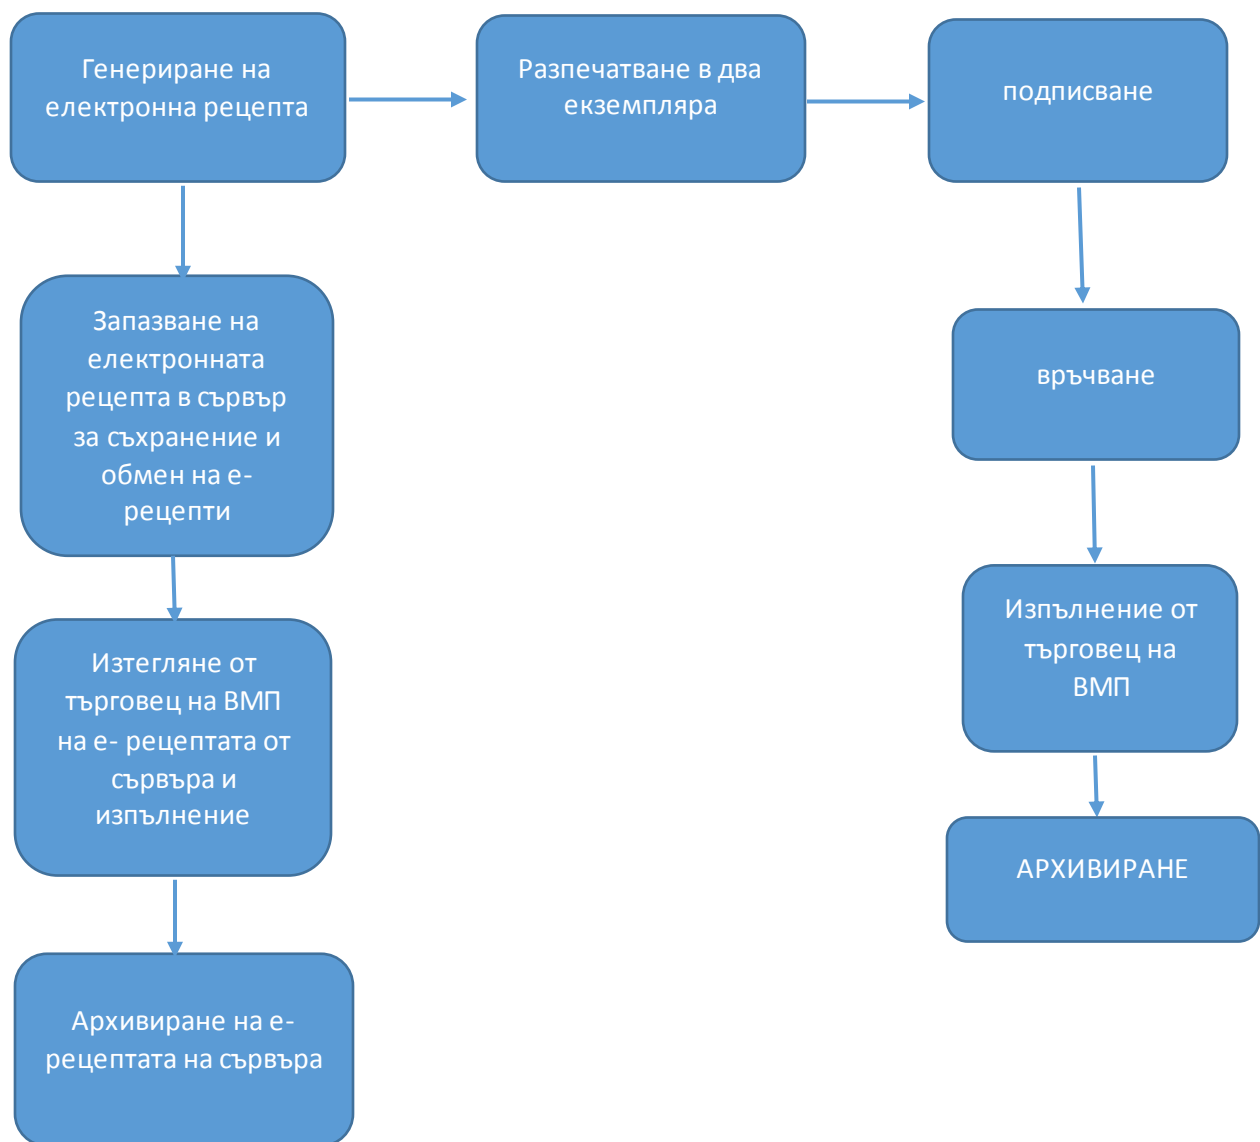 Генериране на
електронна рецепта
Разпечатване в два
екземпляра
подписване
Запазване на
електронната
рецепта в сървър
за съхранение и
обмен на е-
рецепти
връчване
Изтегляне от
търговец на ВМП
на е- рецептата от
сървъра и
изпълнение
Изпълнение от
търговец на
ВМП
АРХИВИРАНЕ
Архивиране на е-
рецептата на сървъра